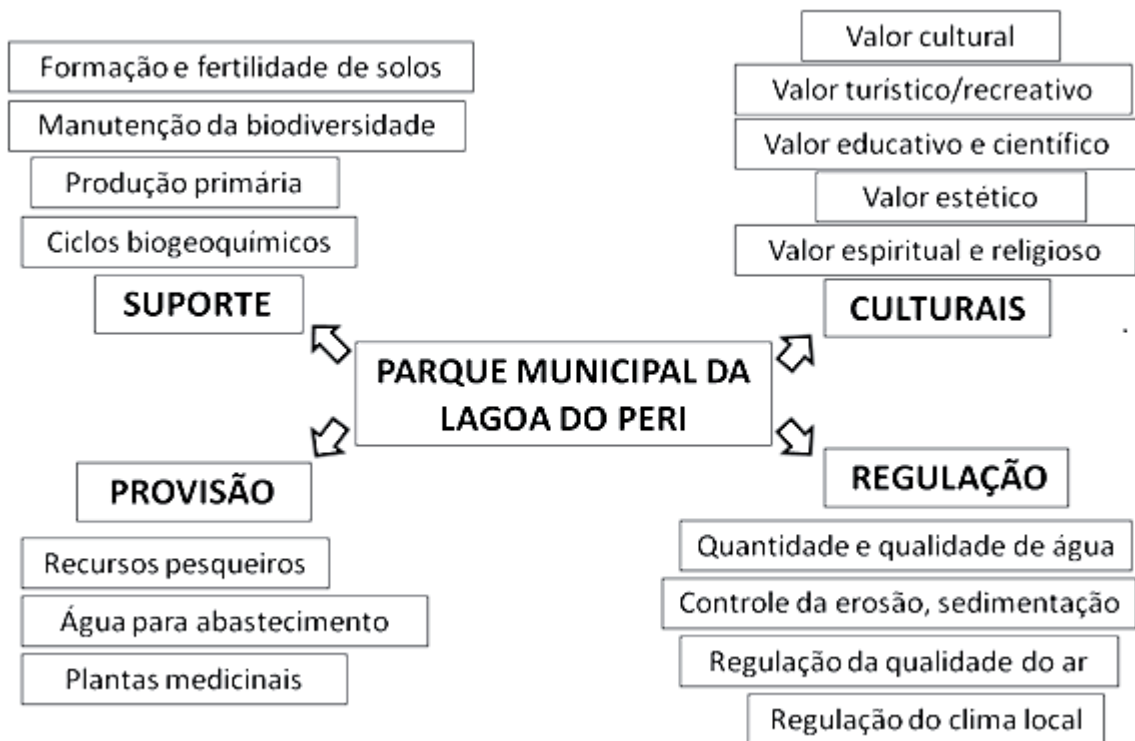 Formação e fertilidade de solos
Manutenção da biodiversidade
Produção primária
Ciclos biogeoquímicos
SUPORTE
Valor cultural
Valor turístico/recreativo
Valor educativo e científico
Valor estético
Valor espiritual e religioso
CULTURAIS
.
PARQUE MUNICIPAL DA
LAGOA DO PERI
PROVISÃO
Recursos pesqueiros
Água para abastecimento
Plantas medicinais
REGULAÇÃO
Quantidade e qualidade de água
Controle da erosão, sedimentação
Regulação da qualidade do ar
Regulação do clima local